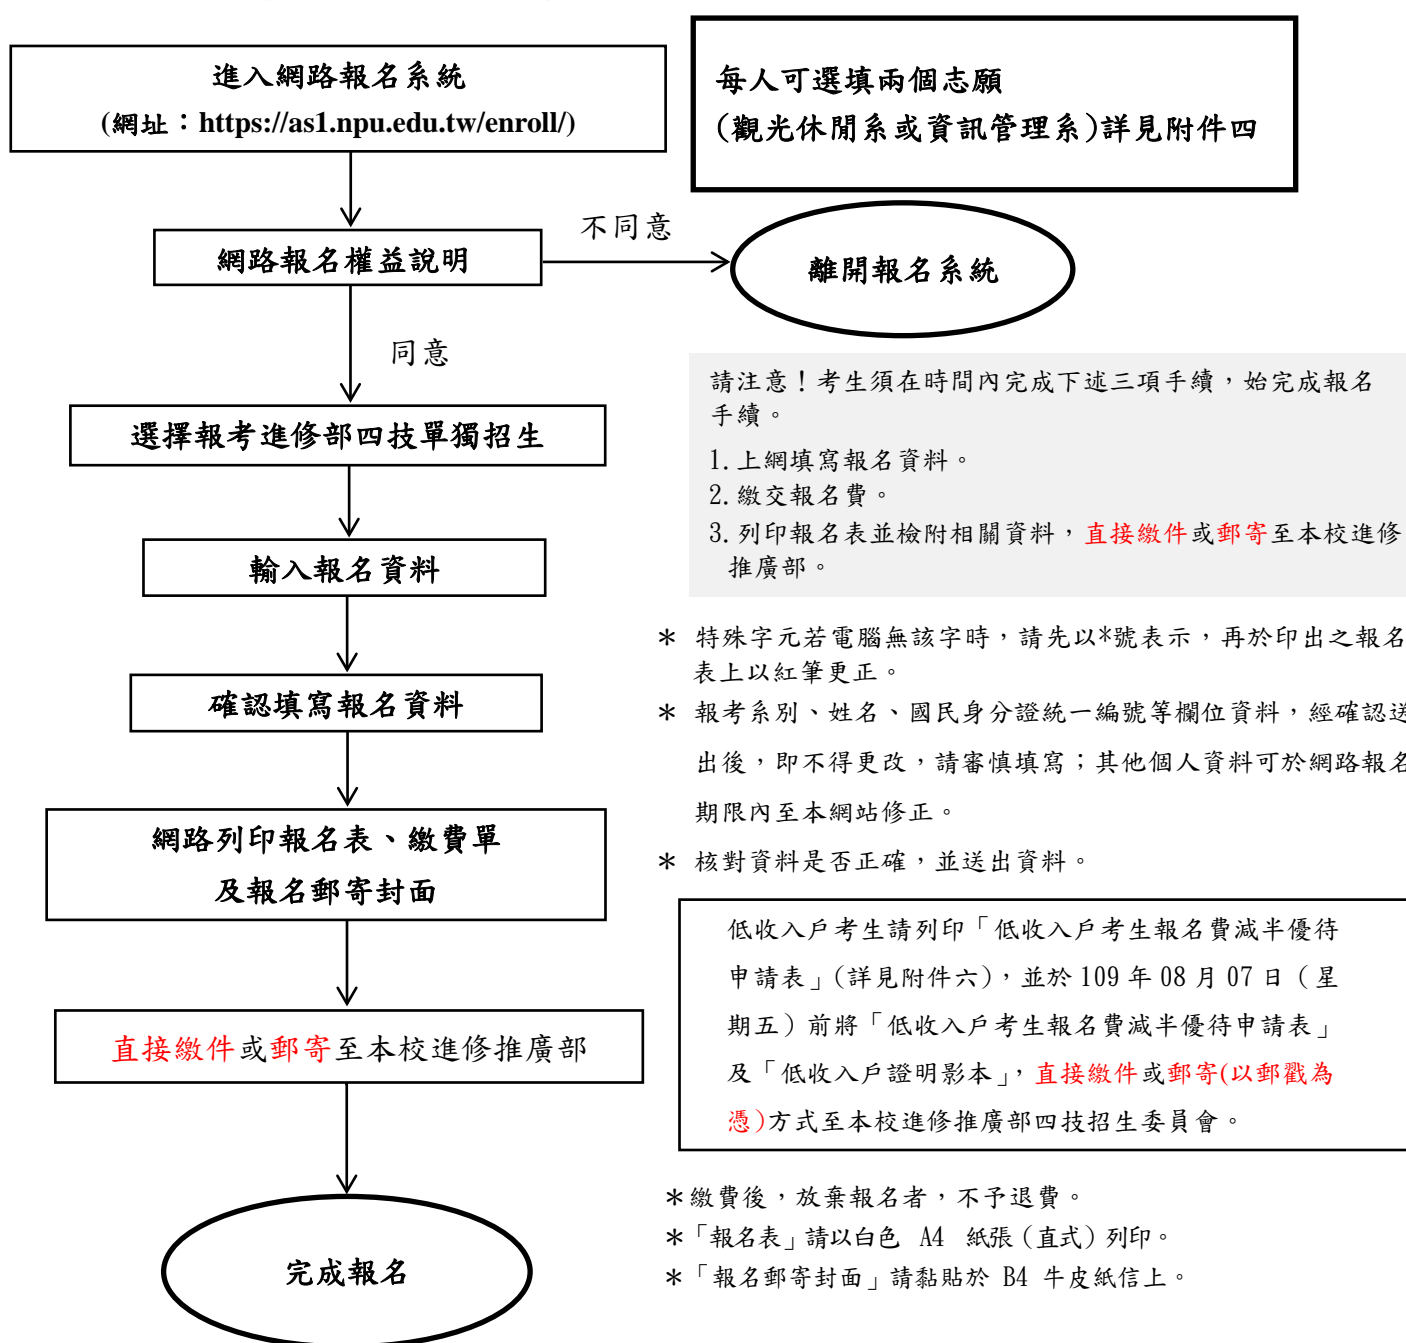 進入網路報名系統
(網址：https://as1.npu.edu.tw/enroll/)
每人可選填兩個志願
(觀光休閒系或資訊管理系)詳見附件四
網路報名權益說明
不同意
離開報名系統
同意
選擇報考進修部四技單獨招生
請注意！考生須在時間內完成下述三項手續，始完成報名
手續。
1.上網填寫報名資料。
2.繳交報名費。
3.列印報名表並檢附相關資料，直接繳件或郵寄至本校進修
推廣部。
輸入報名資料
＊ 特殊字元若電腦無該字時，請先以*號表示，再於印出之報名
表上以紅筆更正。
確認填寫報名資料
＊ 報考系別、姓名、國民身分證統一編號等欄位資料，經確認送
出後，即不得更改，請審慎填寫；其他個人資料可於網路報名
期限內至本網站修正。
＊ 核對資料是否正確，並送出資料。
網路列印報名表、繳費單
及報名郵寄封面
低收入戶考生請列印「低收入戶考生報名費減半優待
申請表」(詳見附件六)，並於 109 年 08 月 07 日（星
期五）前將「低收入戶考生報名費減半優待申請表」
及「低收入戶證明影本」，直接繳件或郵寄(以郵戳為
憑)方式至本校進修推廣部四技招生委員會。
直接繳件或郵寄至本校進修推廣部
＊繳費後，放棄報名者，不予退費。
＊「報名表」請以白色 A4 紙張（直式）列印。
＊「報名郵寄封面」請黏貼於 B4 牛皮紙信上。
完成報名